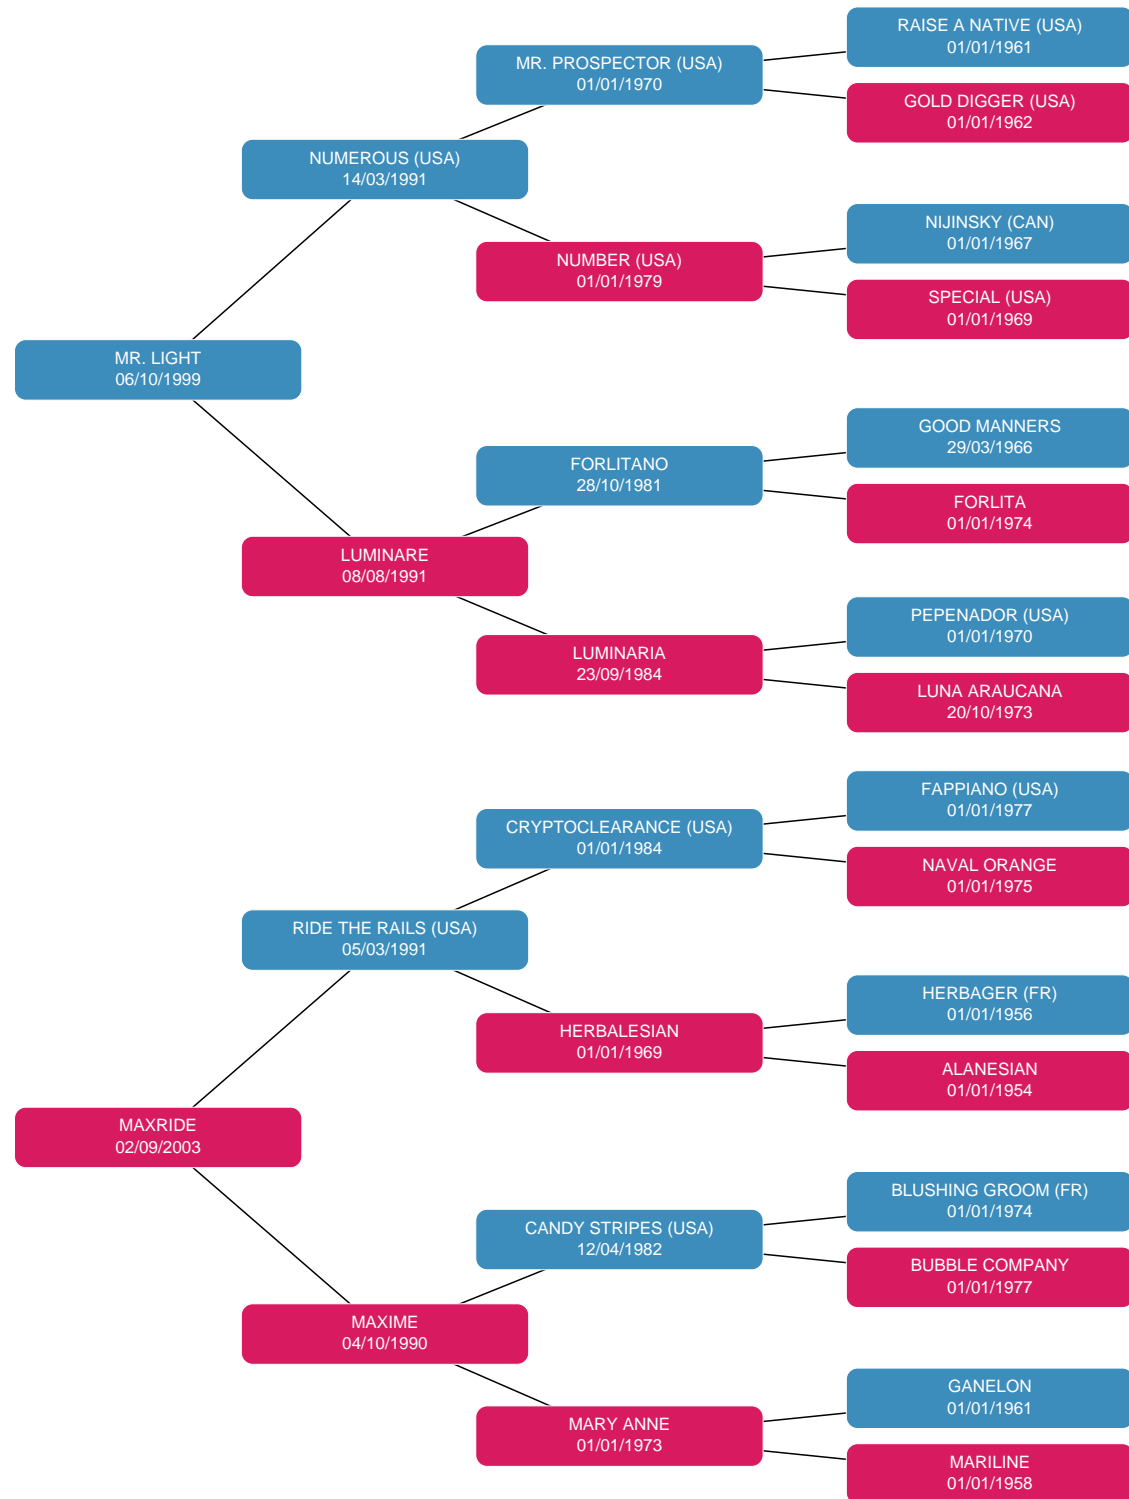 RAISE A NATIVE (USA)
01/01/1961
MR. PROSPECTOR (USA)
01/01/1970
GOLD DIGGER (USA)
01/01/1962
NUMEROUS (USA)
14/03/1991
NIJINSKY (CAN)
01/01/1967
NUMBER (USA)
01/01/1979
SPECIAL (USA)
01/01/1969
MR. LIGHT
06/10/1999
GOOD MANNERS
29/03/1966
FORLITANO
28/10/1981
FORLITA
01/01/1974
LUMINARE
08/08/1991
PEPENADOR (USA)
01/01/1970
LUMINARIA
23/09/1984
LUNA ARAUCANA
20/10/1973
FAPPIANO (USA)
01/01/1977
CRYPTOCLEARANCE (USA)
01/01/1984
NAVAL ORANGE
01/01/1975
RIDE THE RAILS (USA)
05/03/1991
HERBAGER (FR)
01/01/1956
HERBALESIAN
01/01/1969
ALANESIAN
01/01/1954
MAXRIDE
02/09/2003
BLUSHING GROOM (FR)
01/01/1974
CANDY STRIPES (USA)
12/04/1982
BUBBLE COMPANY
01/01/1977
MAXIME
04/10/1990
GANELON
01/01/1961
MARY ANNE
01/01/1973
MARILINE
01/01/1958